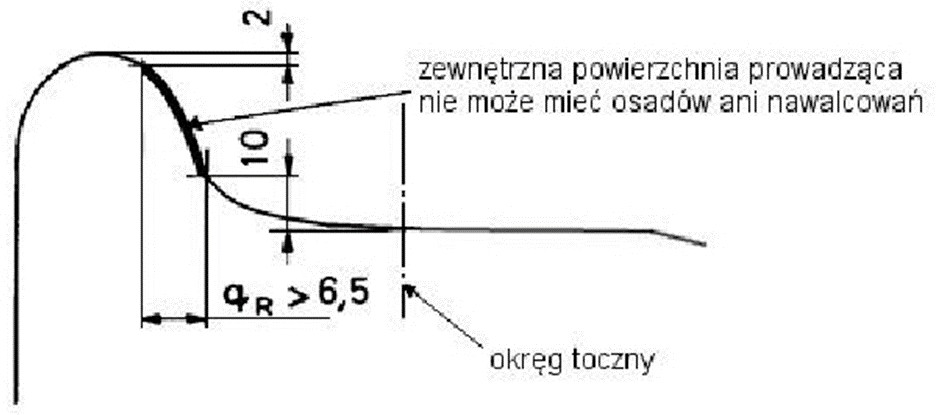 2
zewnętrzna powierzchnia prowadząca
nie może mieć osadów ani nawalcowań
10
qR > 6,5
okręg toczny